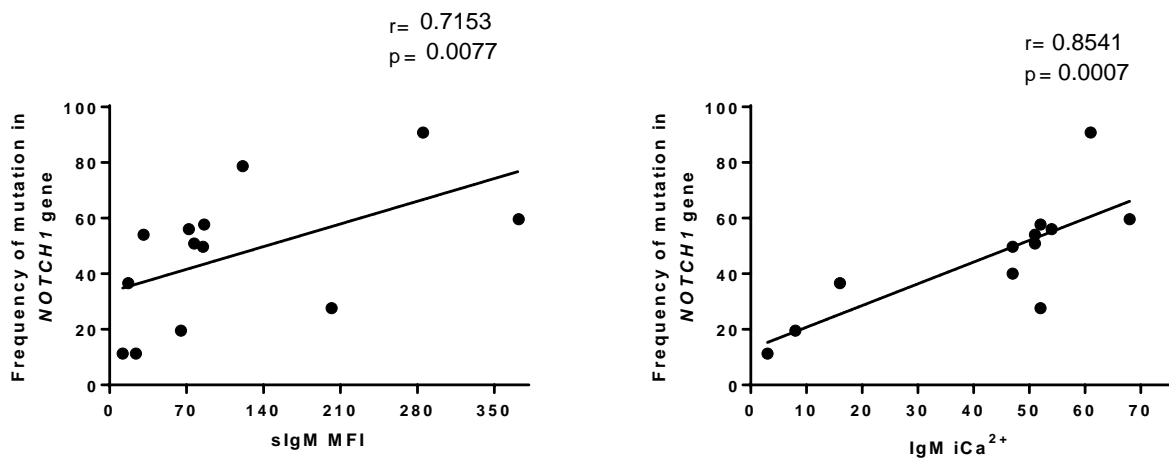 r= 0.7153
p= 0.0077
Frequency of mutation in
NOTCH1 gene
100
80
60
40
20
0
0 70 140 210 280 350
sIgM MFI
r= 0.8541
p= 0.0007
Frequency of mutation in
NOTCH1 gene
100
80
60
40
20
0
0 10 20 30 40 50 60 70
IgM iCa²⁺